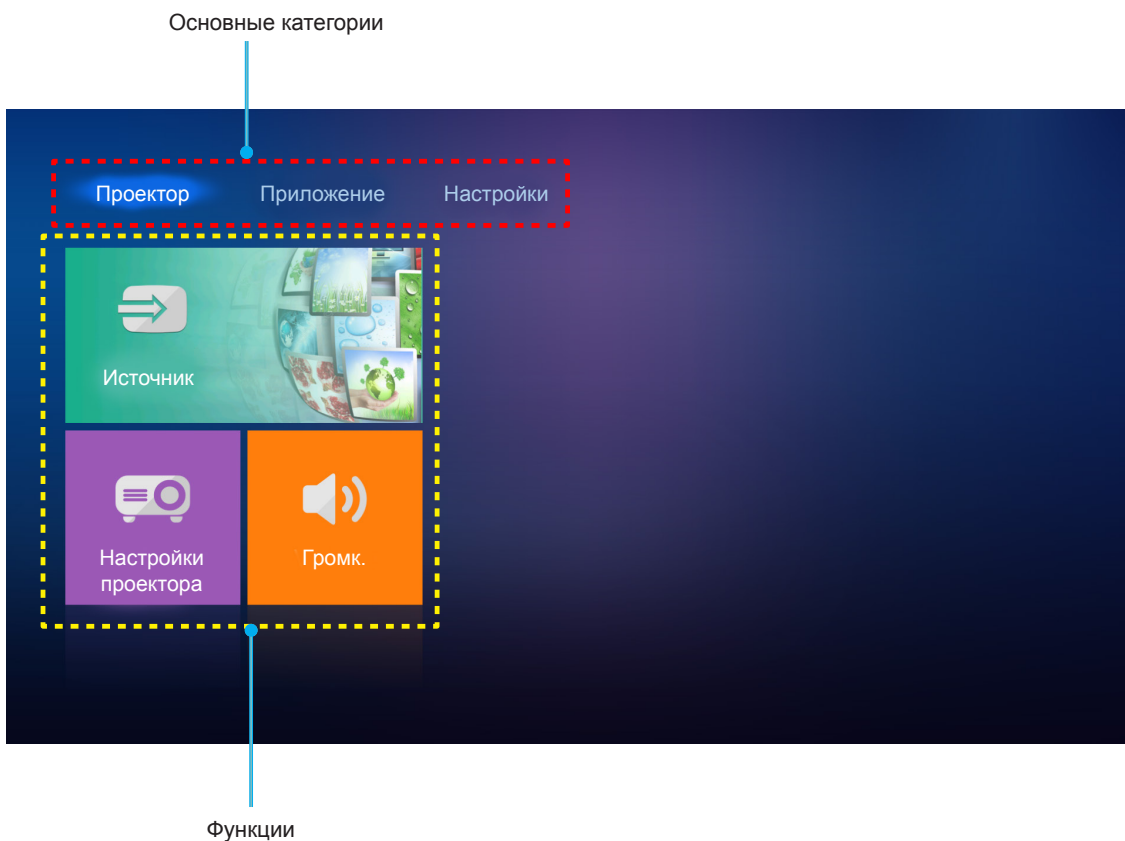 Основные категории
Проектор Приложение Настройки
Источник
Настройки
проектора
Громк.
Функции